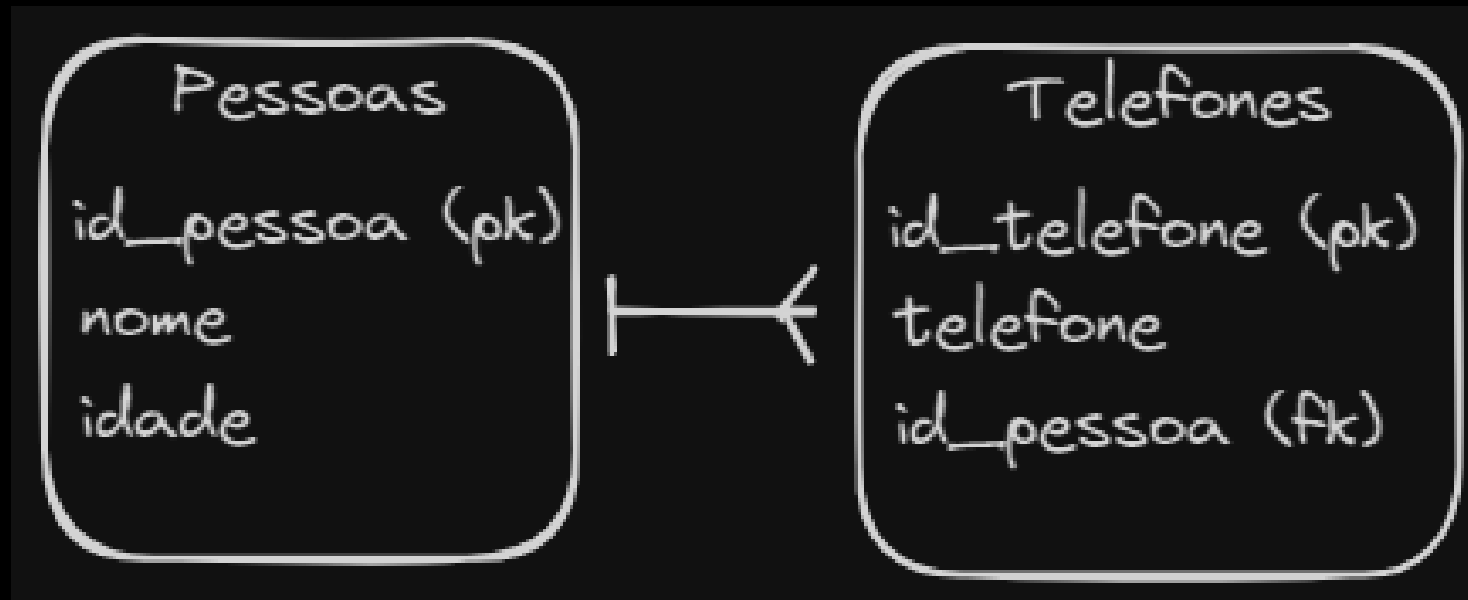 Pessoas
id_pessoa (pk)
nome
idade
Telefones
id_telefone (pk)
telefone
id_pessoa (fk)